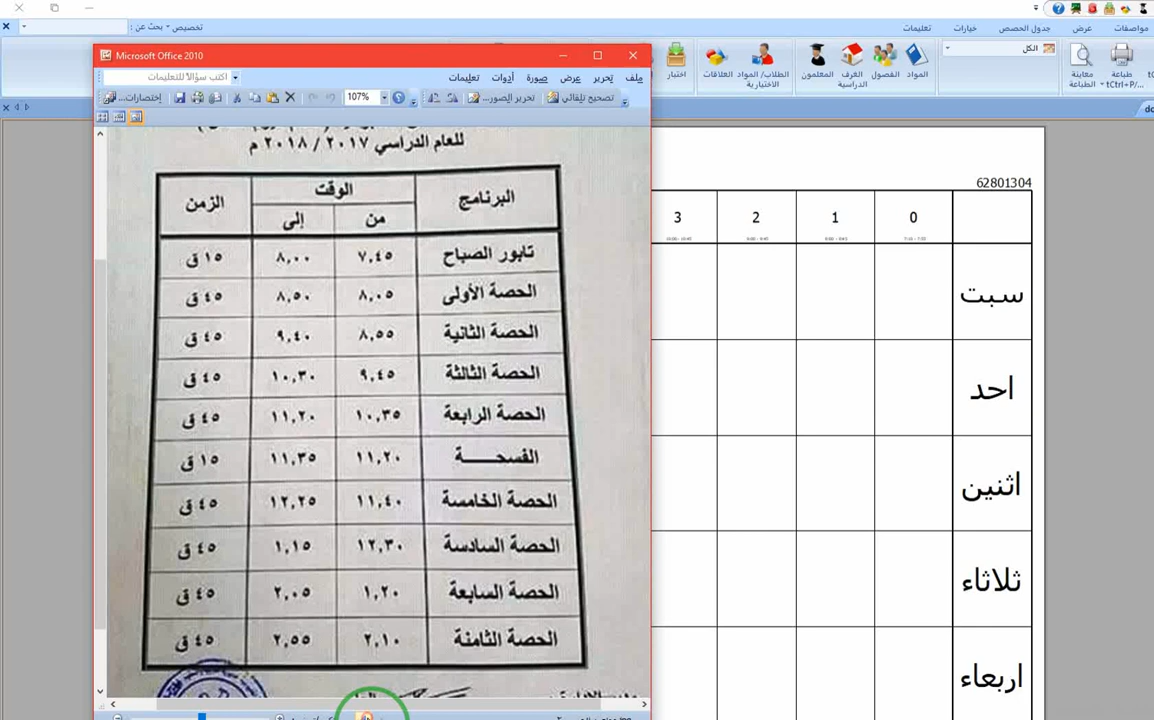 تخصيص
بحث عن :
مواصفات
عرض
جدول الحصص
خيارات
تعليمات
الكل
طباعة
tCtrl+P/...
معاينة الطباعة
المواد
الفصول
الغرف الدراسية
المعلمون
الطلاب/ المواد الاختيارية
العلاقات
اختبار
Microsoft Office 2010
ملف
تحرير
عرض
صورة
أدوات
تعليمات
اكتب سؤالاً للتعليمات
إختصارات...
107%
تحرير الصور...
تصحيح تلقائي
للعام الدراسي ٢٠١٧ / ٢٠١٨ م
البرنامج الوقت الزمن
من إلى
تابور الصباح ٧,٤٥ ٨,٠٠ ١٥ ق
الحصة الأولى ٨,٠٥ ٨,٥٠ ٤٥ ق
الحصة الثانية ٨,٥٥ ٩,٤٠ ٤٥ ق
الحصة الثالثة ٩,٤٥ ١٠,٣٠ ٤٥ ق
الحصة الرابعة ١٠,٣٥ ١١,٢٠ ٤٥ ق
الفسحـــــة ١١,٢٠ ١١,٣٥ ١٥ ق
الحصة الخامسة ١١,٤٠ ١٢,٢٥ ٤٥ ق
الحصة السادسة ١٢,٣٠ ١,١٥ ٤٥ ق
الحصة السابعة ١,٢٠ ٢,٠٥ ٤٥ ق
الحصة الثامنة ٢,١٠ ٢,٥٥ ٤٥ ق
62801304
0 1 2 3
سبت
احد
اثنين
ثلاثاء
اربعاء